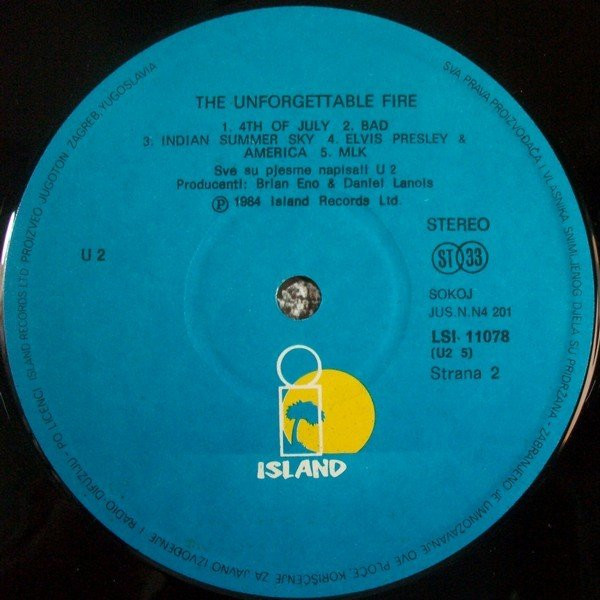 THE UNFORGETTABLE FIRE
1. 4TH OF JULY 2. BAD
3: INDIAN SUMMER SKY 4. ELVIS PRESLEY &
AMERICA 5. MLK
Sve su pjesme napisali U 2
Producenti: Brian Eno & Daniel Lanois
Ⓟ 1984 Island Records Ltd.
U 2
STEREO
ST 33
SOKOJ
JUS.N.N4 201
LSI- 11078
(U2 5)
Strana 2
ISLAND
SVA PRAVA PROIZVOĐAČA I VLASNIKA SNIMLJENOG DJELA SU PRIDRŽANA - ZABRANJENO JE UMNOŽAVANJE OVE PLOČE, KORIŠĆENJE ZA JAVNO IZVOĐENJE I RADIO DIFUZIJU - PO LICENCI ISLAND RECORDS LTD PROIZVEO JUGOTON ZAGREB YUGOSLAVIA